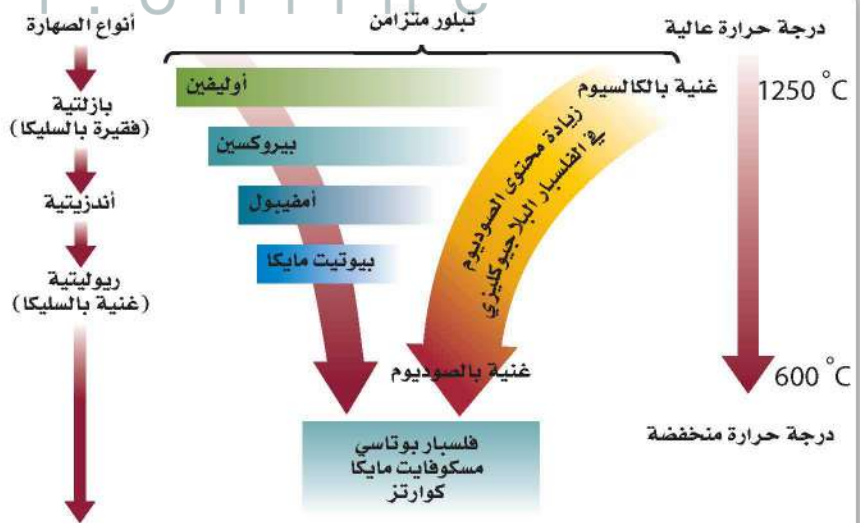 تبلور متزامن
أنواع الصهارة
درجة حرارة عالية
1250 °C
غنية بالكالسيوم
أوليفين
بازلتية
(فقيرة بالسليكا)
زيادة محتوى الصوديوم
في الفلسبار البلاجيوكليزي
بيروكسين
أمفيبول
أندزيتية
بيوتيت مايكا
ريوليتية
(غنية بالسليكا)
غنية بالصوديوم
600 °C
درجة حرارة منخفضة
فلسبار بوتاسي
مسكوفايت مايكا
كوارتز